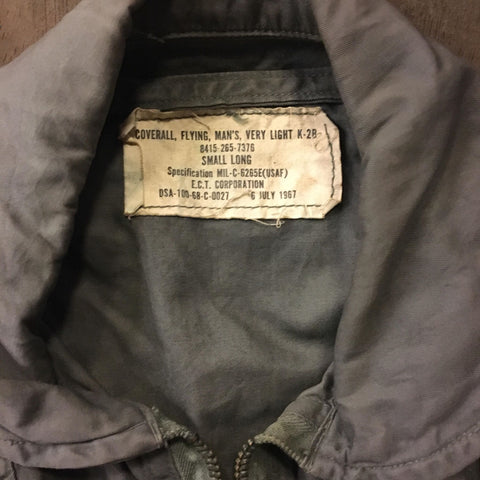 COVERALL, FLYING, MAN'S, VERY LIGHT K-2B
8415-265-7376
SMALL LONG
Specification MIL-C-6265E(USAF)
E.C.T. CORPORATION
DSA-100-68-C-0027 6 JULY 1967